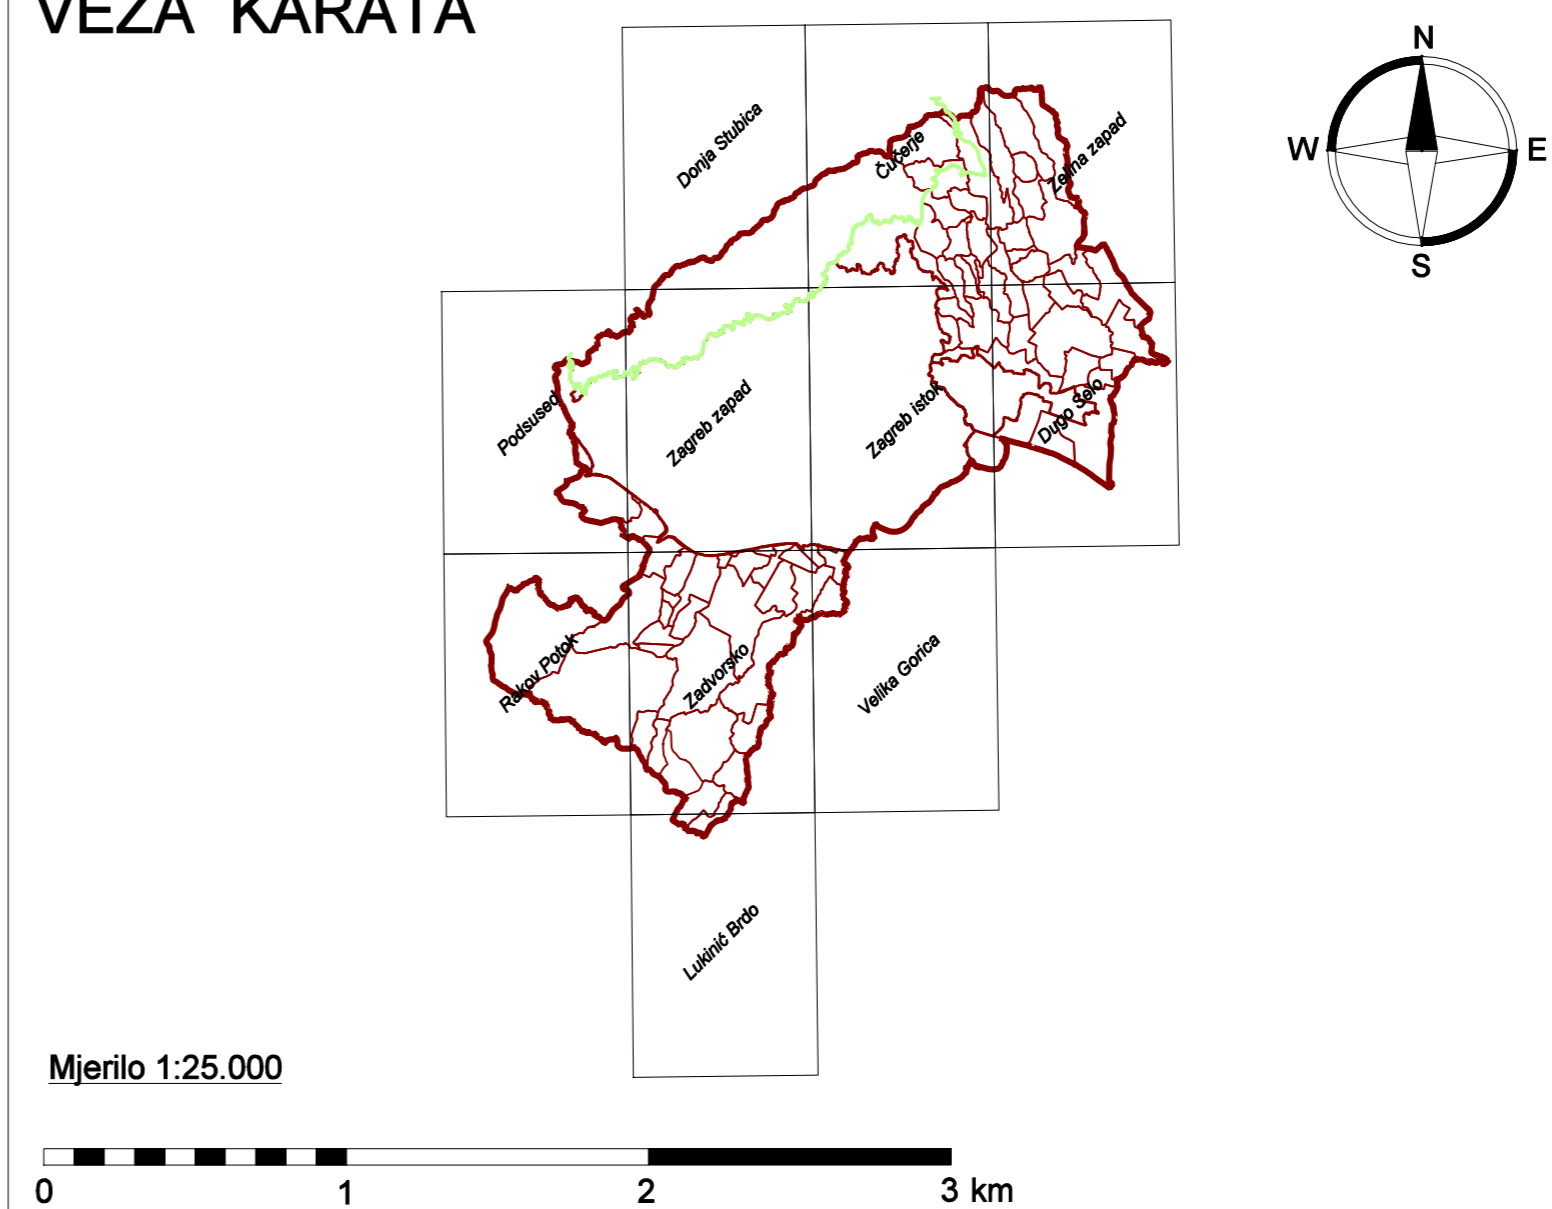 VEZA KARATA
N
W
E
S
Donja Stubica
Čučerje
Zelina zapad
Podsused
Zagreb zapad
Zagreb istok
Dugo Selo
Rakov Potok
Zadvorsko
Velika Gorica
Lukinić Brdo
Mjerilo 1:25.000
0 1 2 3 km